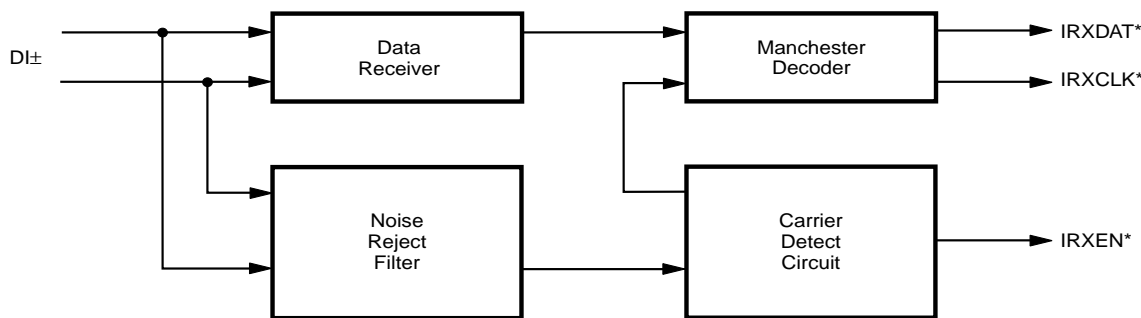 DI±
Data
Receiver
Manchester
Decoder
IRXDAT*
IRXCLK*
Noise
Reject
Filter
Carrier
Detect
Circuit
IRXEN*